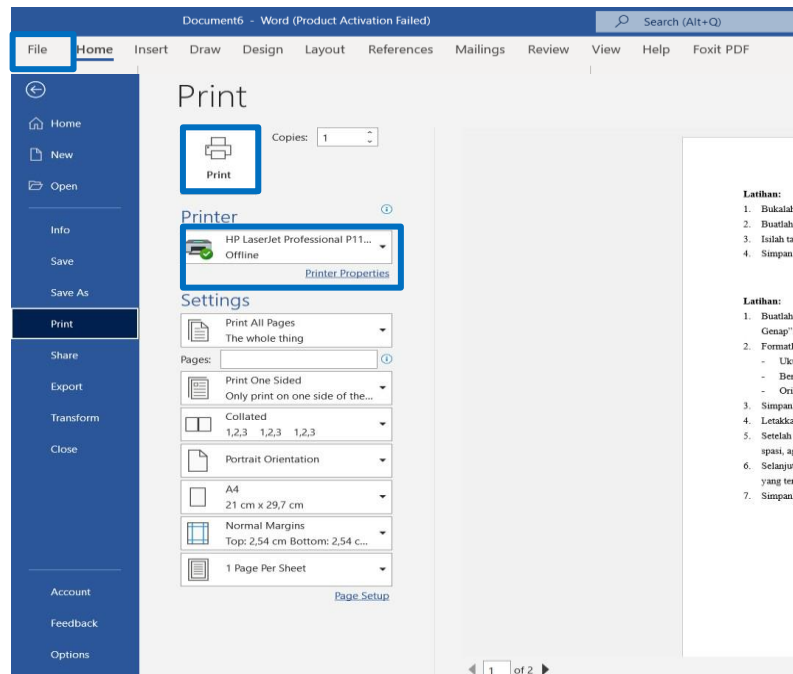 Document6 - Word (Product Activation Failed)
Search (Alt+Q)
File Home Insert Draw Design Layout References Mailings Review View Help Foxit PDF
Home
New
Open
Info
Save
Save As
Print
Share
Export
Transform
Close
Account
Feedback
Options
Print
Copies: 1
Print
Printer
HP LaserJet Professional P11...
Offline
Printer Properties
Settings
Print All Pages
The whole thing
Pages:
Print One Sided
Only print on one side of the...
Collated
1,2,3 1,2,3 1,2,3
Portrait Orientation
A4
21 cm x 29,7 cm
Normal Margins
Top: 2,54 cm Bottom: 2,54 c...
1 Page Per Sheet
Page Setup
Latihan:
1. Bukalah
2. Buatlah
3. Isilah ta
4. Simpan
Latihan:
1. Buatlah
Genap"
2. Format
- Uk
- Ber
- Ori
3. Simpan
4. Letakka
5. Setelah
spasi, a
6. Selanju
yang te
7. Simpan
1 of 2